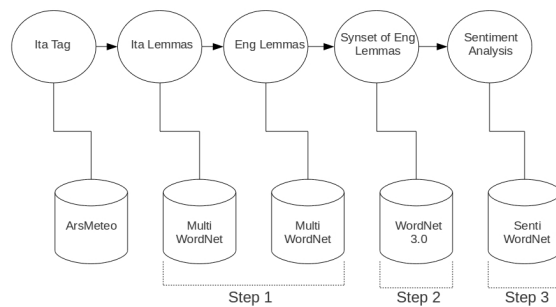 Ita Tag
Ita Lemmas
Eng Lemmas
Synset of Eng
Lemmas
Sentiment
Analysis
ArsMeteo
Multi
WordNet
Multi
WordNet
WordNet
3.0
Senti
WordNet
Step 1
Step 2
Step 3